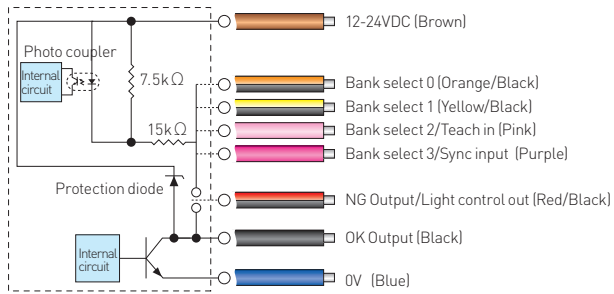 12-24VDC (Brown)
Photo coupler
Internal
circuit
7.5kΩ
Bank select 0 (Orange/Black)
Bank select 1 (Yellow/Black)
15kΩ
Bank select 2/Teach in (Pink)
Bank select 3/Sync input (Purple)
Protection diode
NG Output/Light control out (Red/Black)
OK Output (Black)
Internal
circuit
0V (Blue)